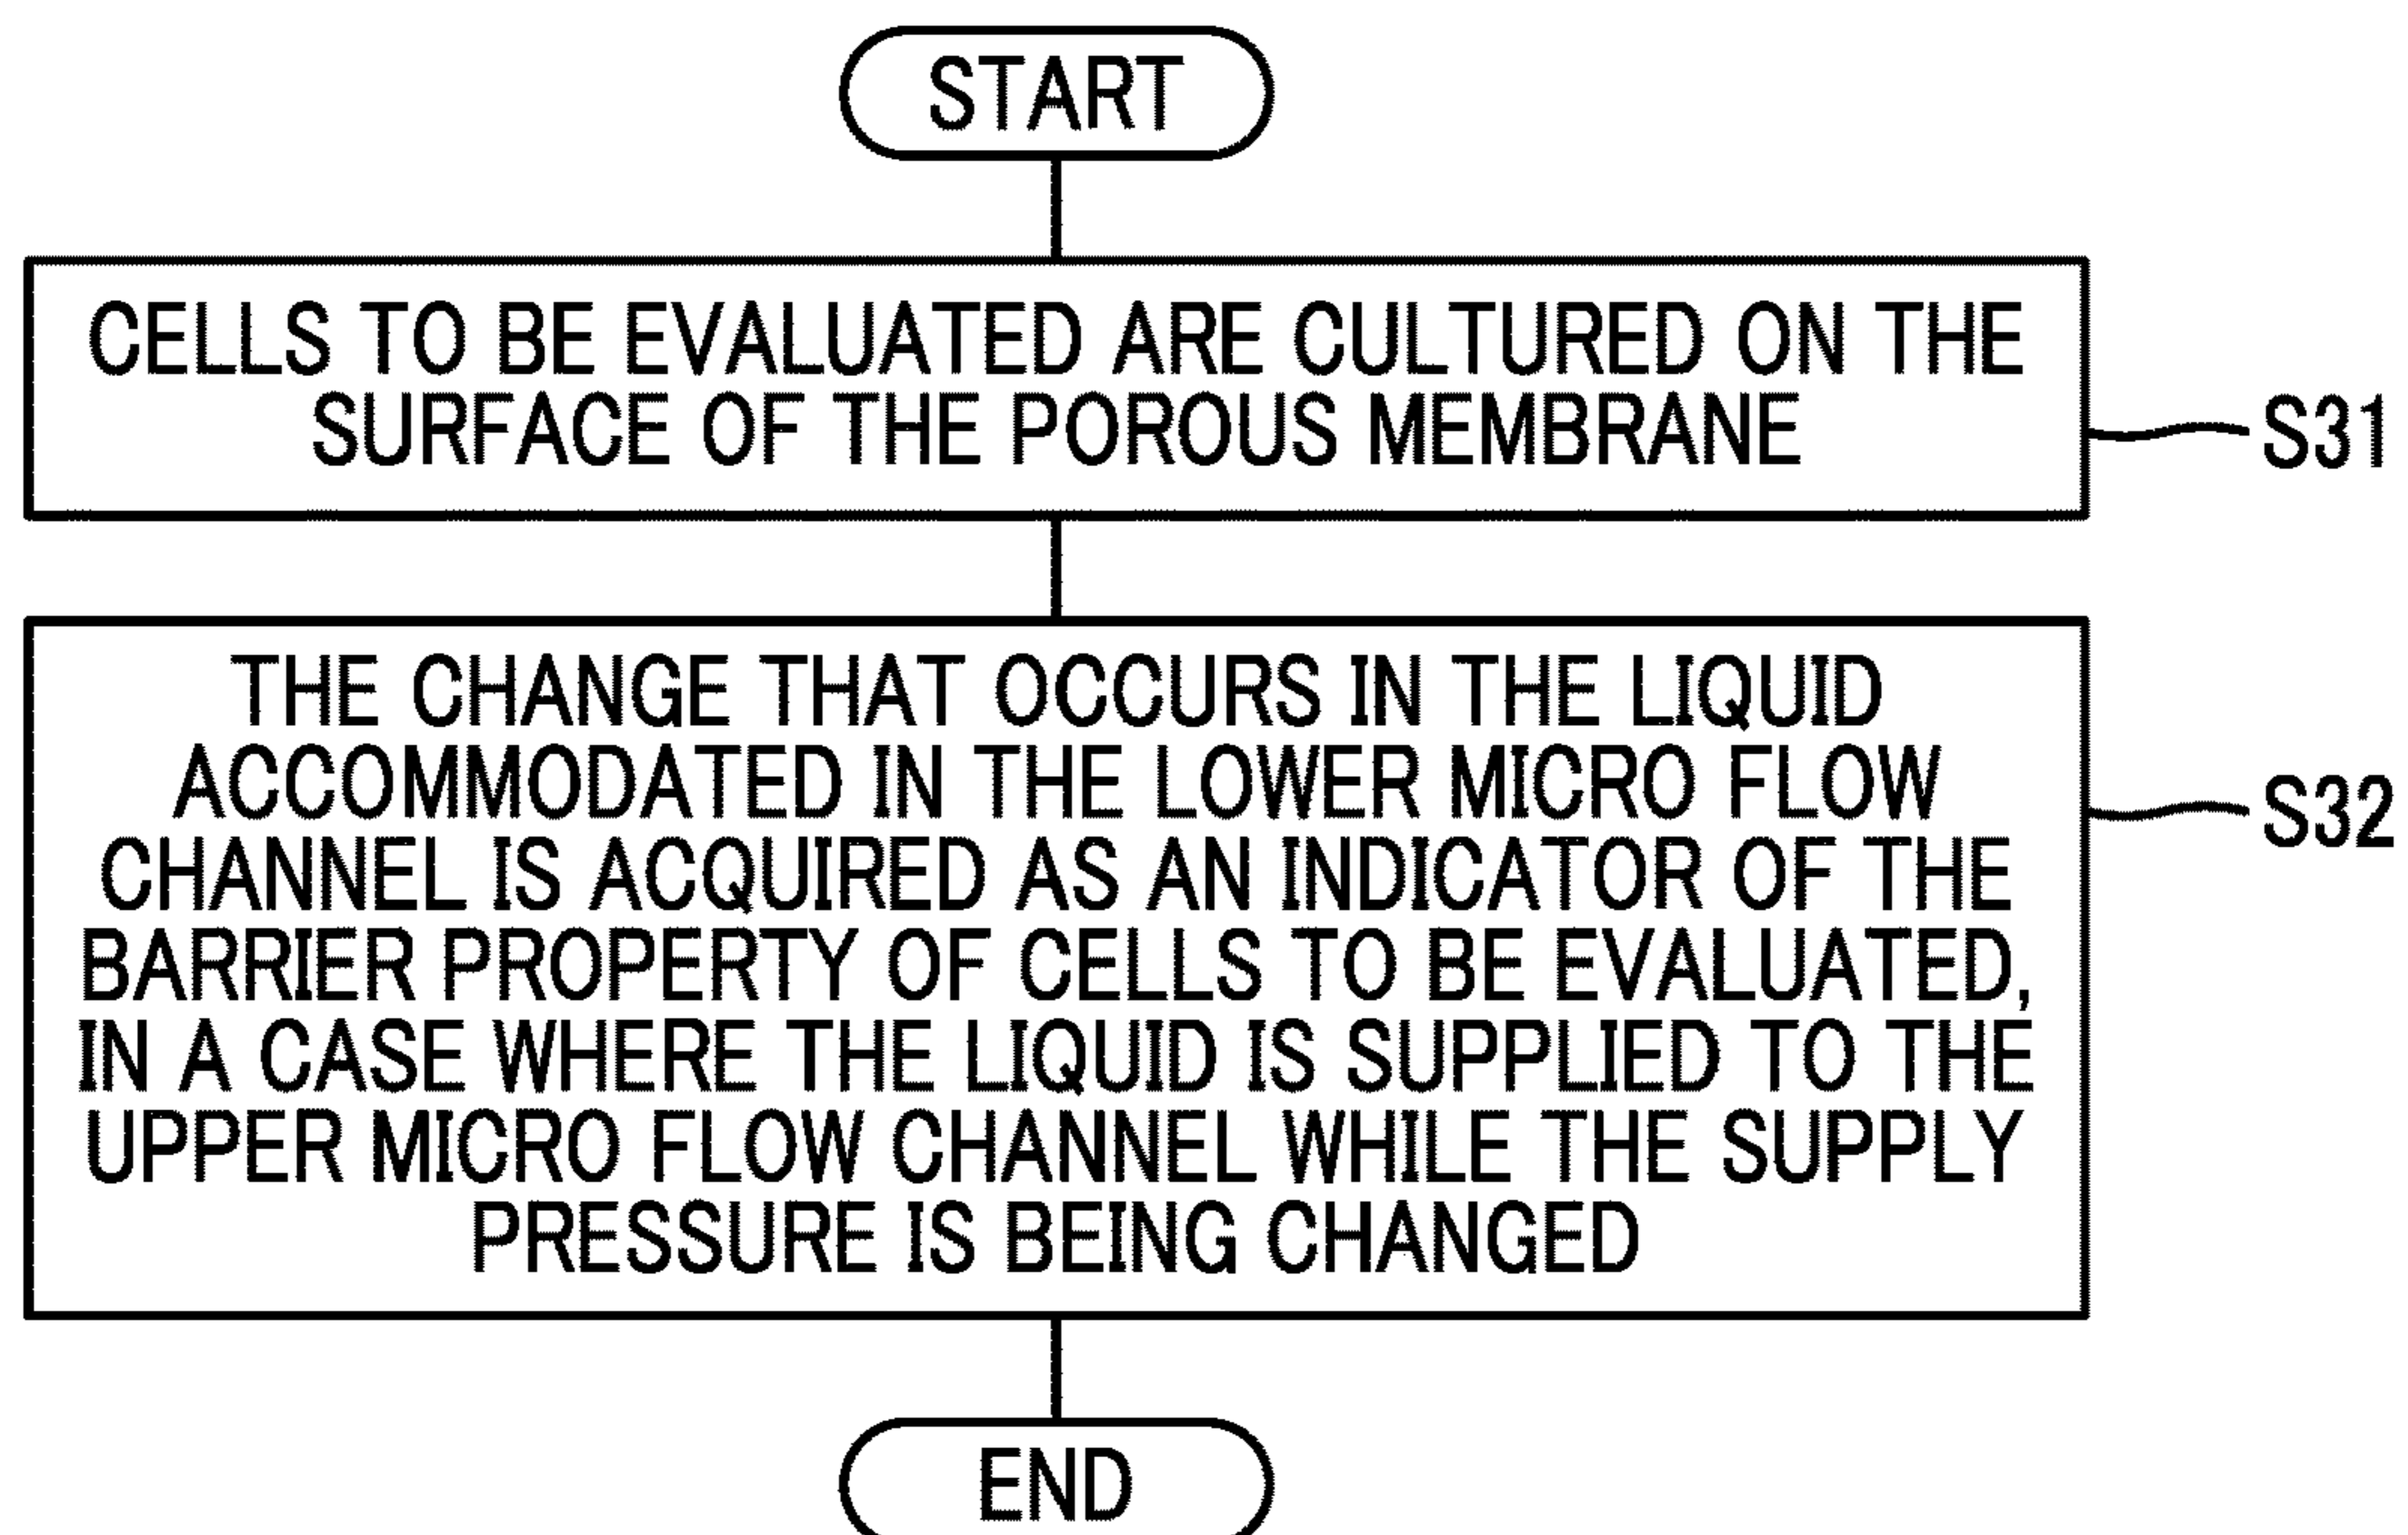 START
CELLS TO BE EVALUATED ARE CULTURED ON THE
SURFACE OF THE POROUS MEMBRANE
S31
THE CHANGE THAT OCCURS IN THE LIQUID
ACCOMMODATED IN THE LOWER MICRO FLOW
CHANNEL IS ACQUIRED AS AN INDICATOR OF THE
BARRIER PROPERTY OF CELLS TO BE EVALUATED,
IN A CASE WHERE THE LIQUID IS SUPPLIED TO THE
UPPER MICRO FLOW CHANNEL WHILE THE SUPPLY
PRESSURE IS BEING CHANGED
S32
END